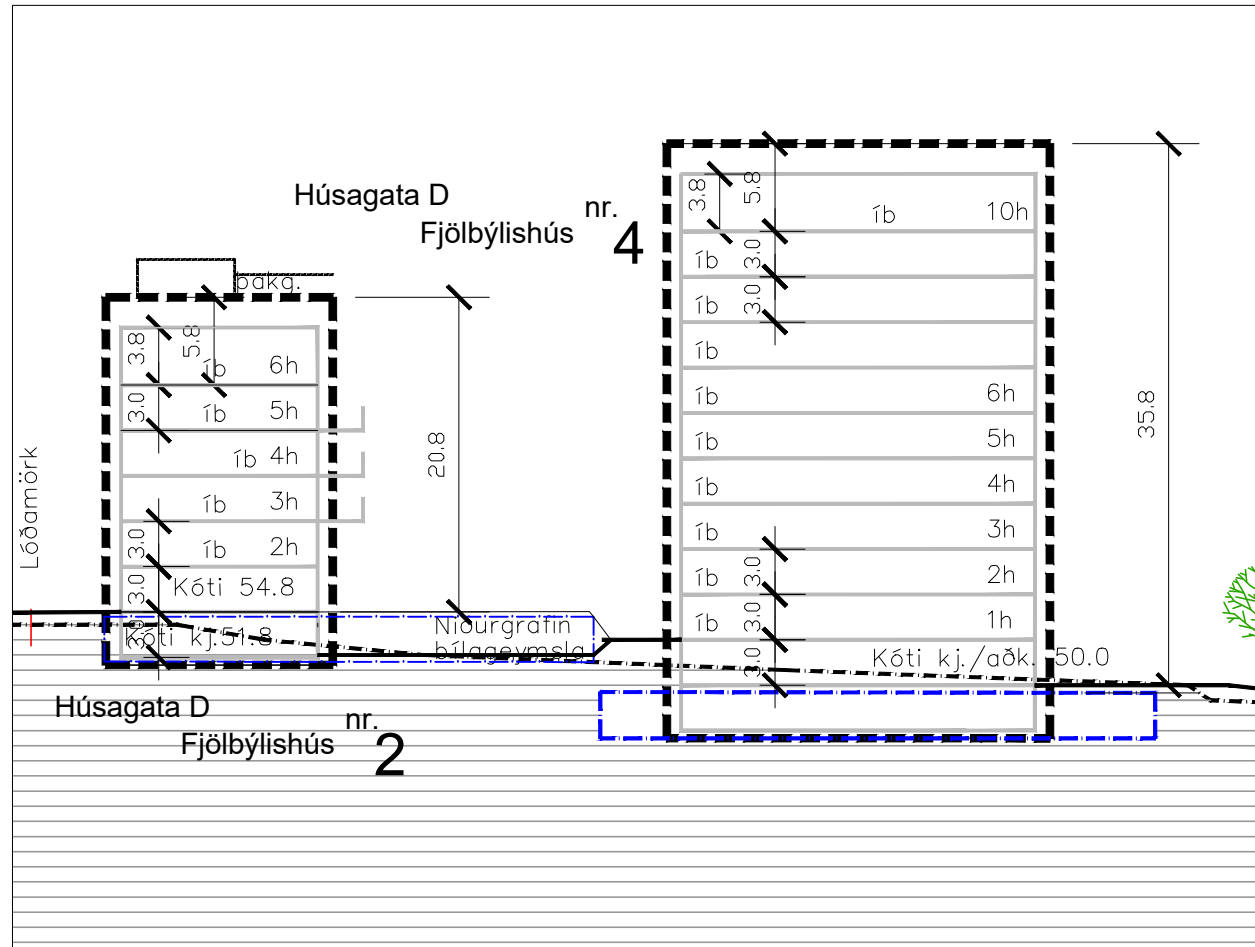 Húsagata D
Fjölbýlishús
nr.
4
3.8
5.8
íb 10h
íb 3.0
íb 3.0
íb
íb 6h
íb 5h
íb 4h
íb 3h
íb 3.0 2h
íb 3.0 1h
3.0
Kóti kj./aðk. 50.0
35.8
bakg.
3.8
5.8
íb 6h
3.0
íb 5h
íb 4h
íb 3h
3.0
íb 2h
3.0
Kóti 54.8
3.0
Kóti kj.51.8
20.8
Lóðamörk
Niðurgrafin
bílageymsla
Húsagata D
Fjölbýlishús
nr.
2